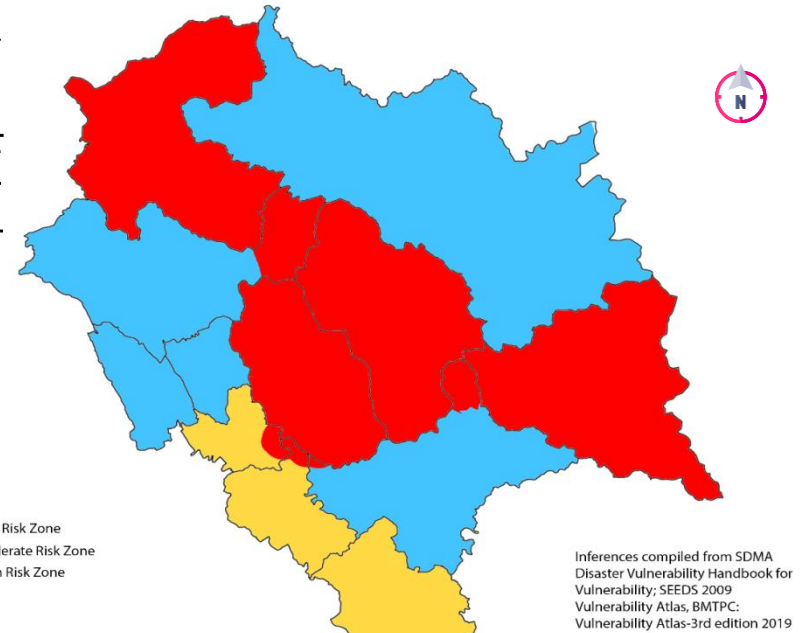 N
Risk Zone
Risk Zone
Risk Zone
Inferences compiled from SDMA
Disaster Vulnerability Handbook for
Vulnerability; SEEDS 2009
Vulnerability Atlas, BMTPC:
Vulnerability Atlas-3rd edition 2019